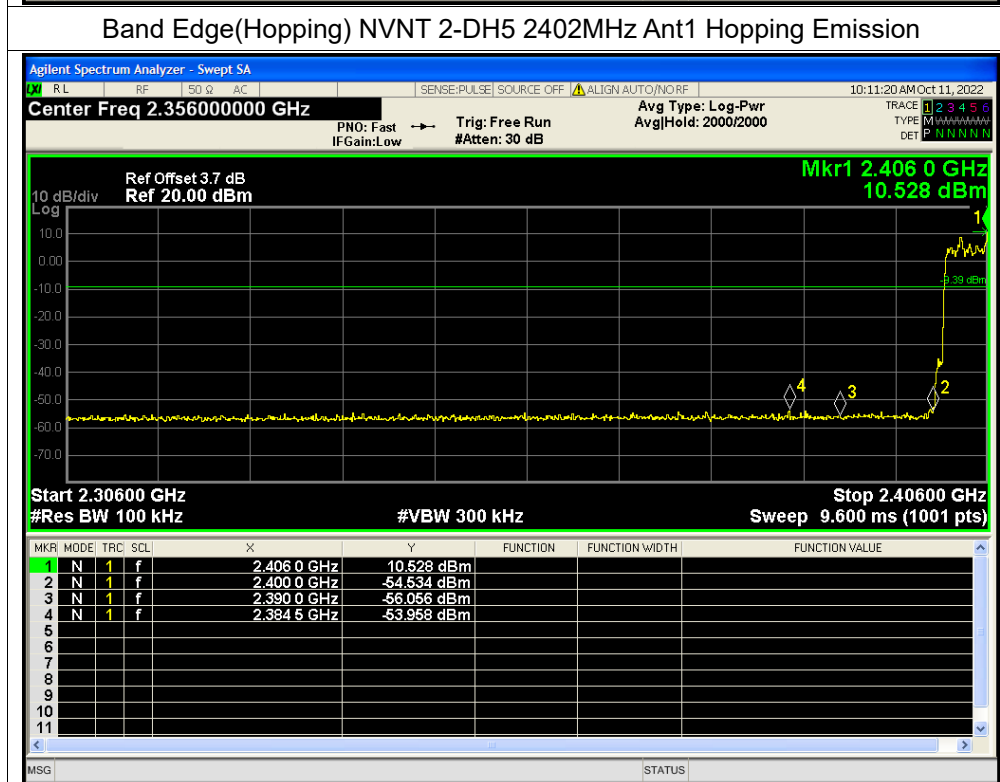 Band Edge(Hopping) NVNT 2-DH5 2402MHz Ant1 Hopping Emission
Agilent Spectrum Analyzer - Swept SA
LXI RL RF 50 Ω AC SENSE:PULSE SOURCE OFF ALIGN AUTO/NO RF 10:11:20 AM Oct 11, 2022
Center Freq 2.356000000 GHz
PNO: Fast
IFGain:Low
Trig: Free Run
#Atten: 30 dB
Avg Type: Log-Pwr
Avg|Hold: 2000/2000
TRACE 1 2 3 4 5 6
TYPE M WWWWW
DET P N N N N N
Mkr1 2.406 0 GHz
10.528 dBm
Ref Offset 3.7 dB
10 dB/div Ref 20.00 dBm
Log
1
10.0
0.00
-9.39 dBm
-10.0
-20.0
-30.0
-40.0
4 3 2
-50.0
-60.0
-70.0
Start 2.30600 GHz Stop 2.40600 GHz
#Res BW 100 kHz #VBW 300 kHz Sweep 9.600 ms (1001 pts)
MKR MODE TRC SCL X Y FUNCTION FUNCTION WIDTH FUNCTION VALUE
1 N 1 f 2.406 0 GHz 10.528 dBm
2 N 1 f 2.400 0 GHz -54.534 dBm
3 N 1 f 2.390 0 GHz -56.056 dBm
4 N 1 f 2.384 5 GHz -53.958 dBm
5
6
7
8
9
10
11
MSG STATUS